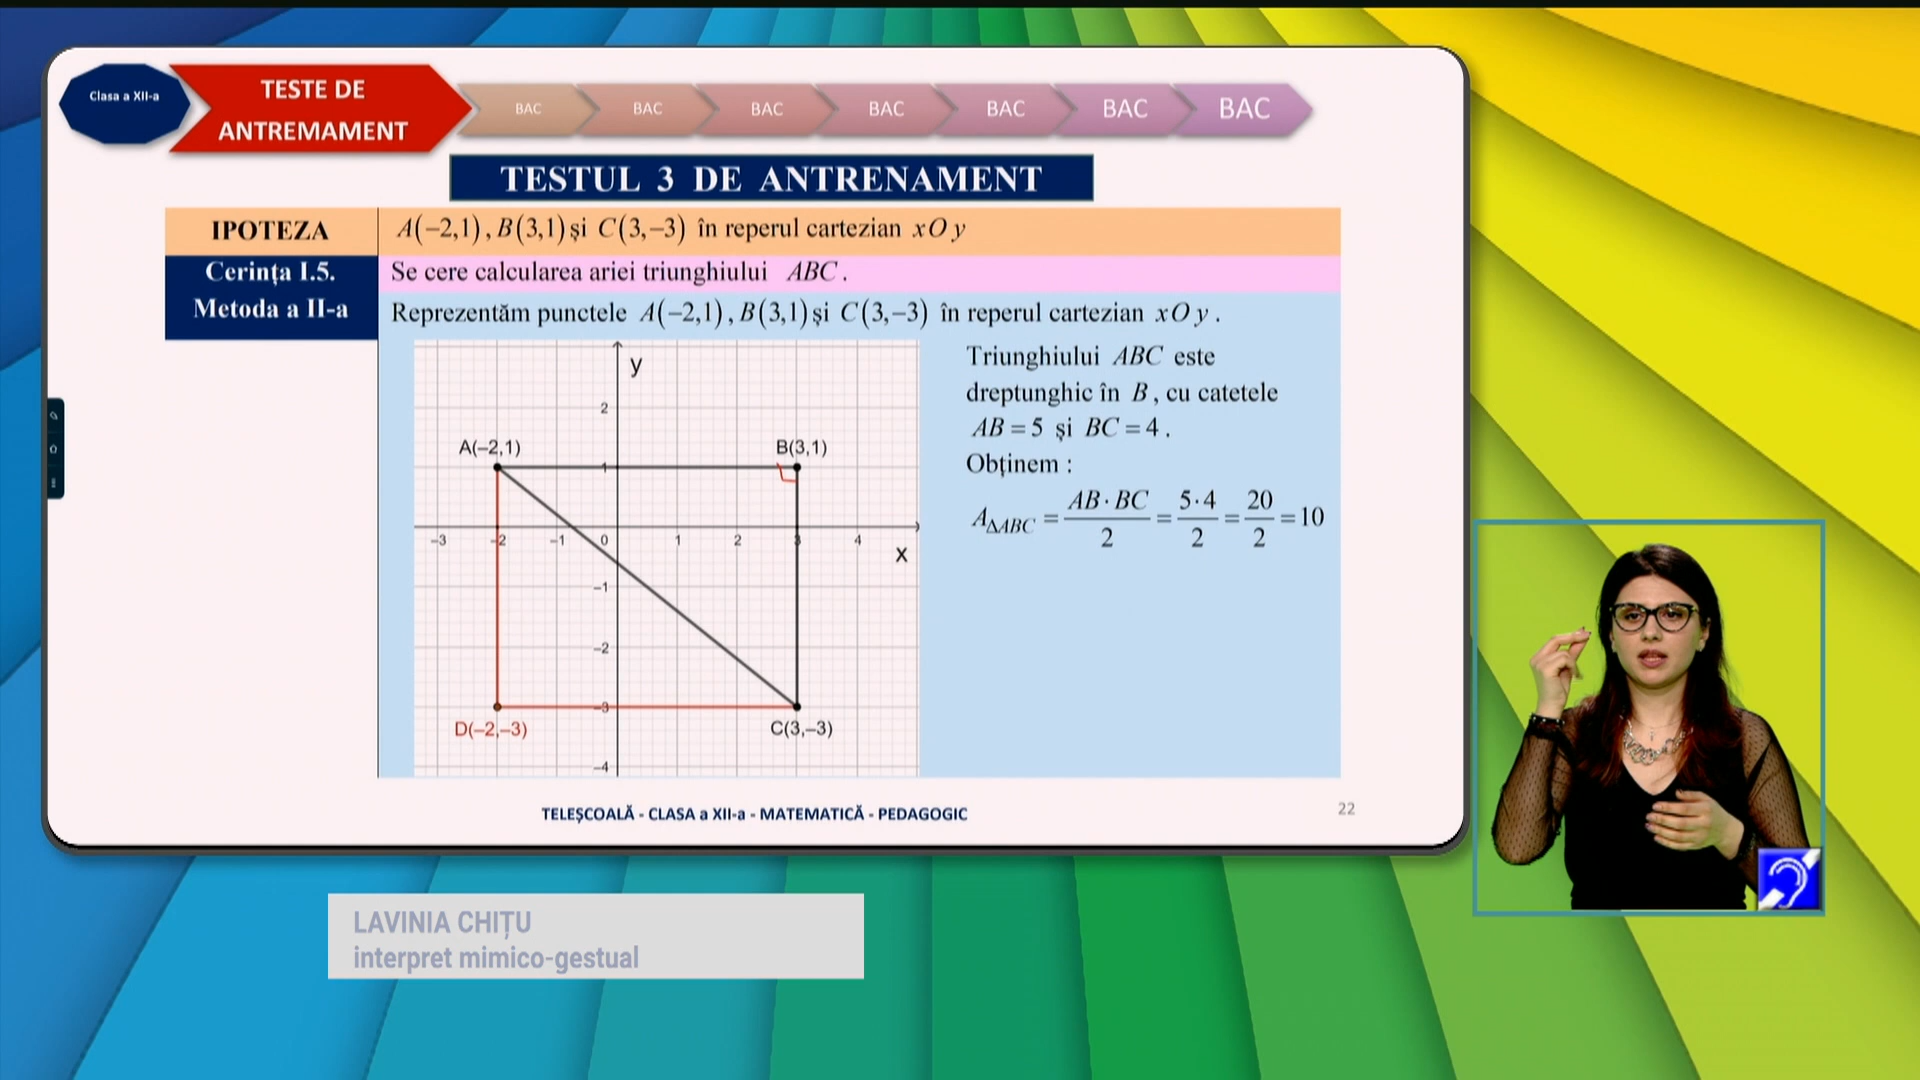 Clasa a XII-a
TESTE DE
ANTREMAMENT
BAC BAC BAC BAC BAC BAC BAC
TESTUL 3 DE ANTRENAMENT
IPOTEZA
A(−2,1), B(3,1) și C(3,−3) în reperul cartezian xOy
Cerința I.5.
Metoda a II-a
Se cere calcularea ariei triunghiului ABC.
Reprezentăm punctele A(−2,1), B(3,1) și C(3,−3) în reperul cartezian xOy.
y
2
A(−2,1)
B(3,1)
1
−3 −2 −1 0 1 2 3 4
x
−1
−2
−3
D(−2,−3)
C(3,−3)
−4
Triunghiului ABC este
dreptunghic în B, cu catetele
AB = 5 și BC = 4.
Obținem :
A_{ΔABC} = AB·BC/2 = 5·4/2 = 20/2 = 10
TELEȘCOALĂ - CLASA a XII-a - MATEMATICĂ - PEDAGOGIC
22
LAVINIA CHIȚU
interpret mimico-gestual